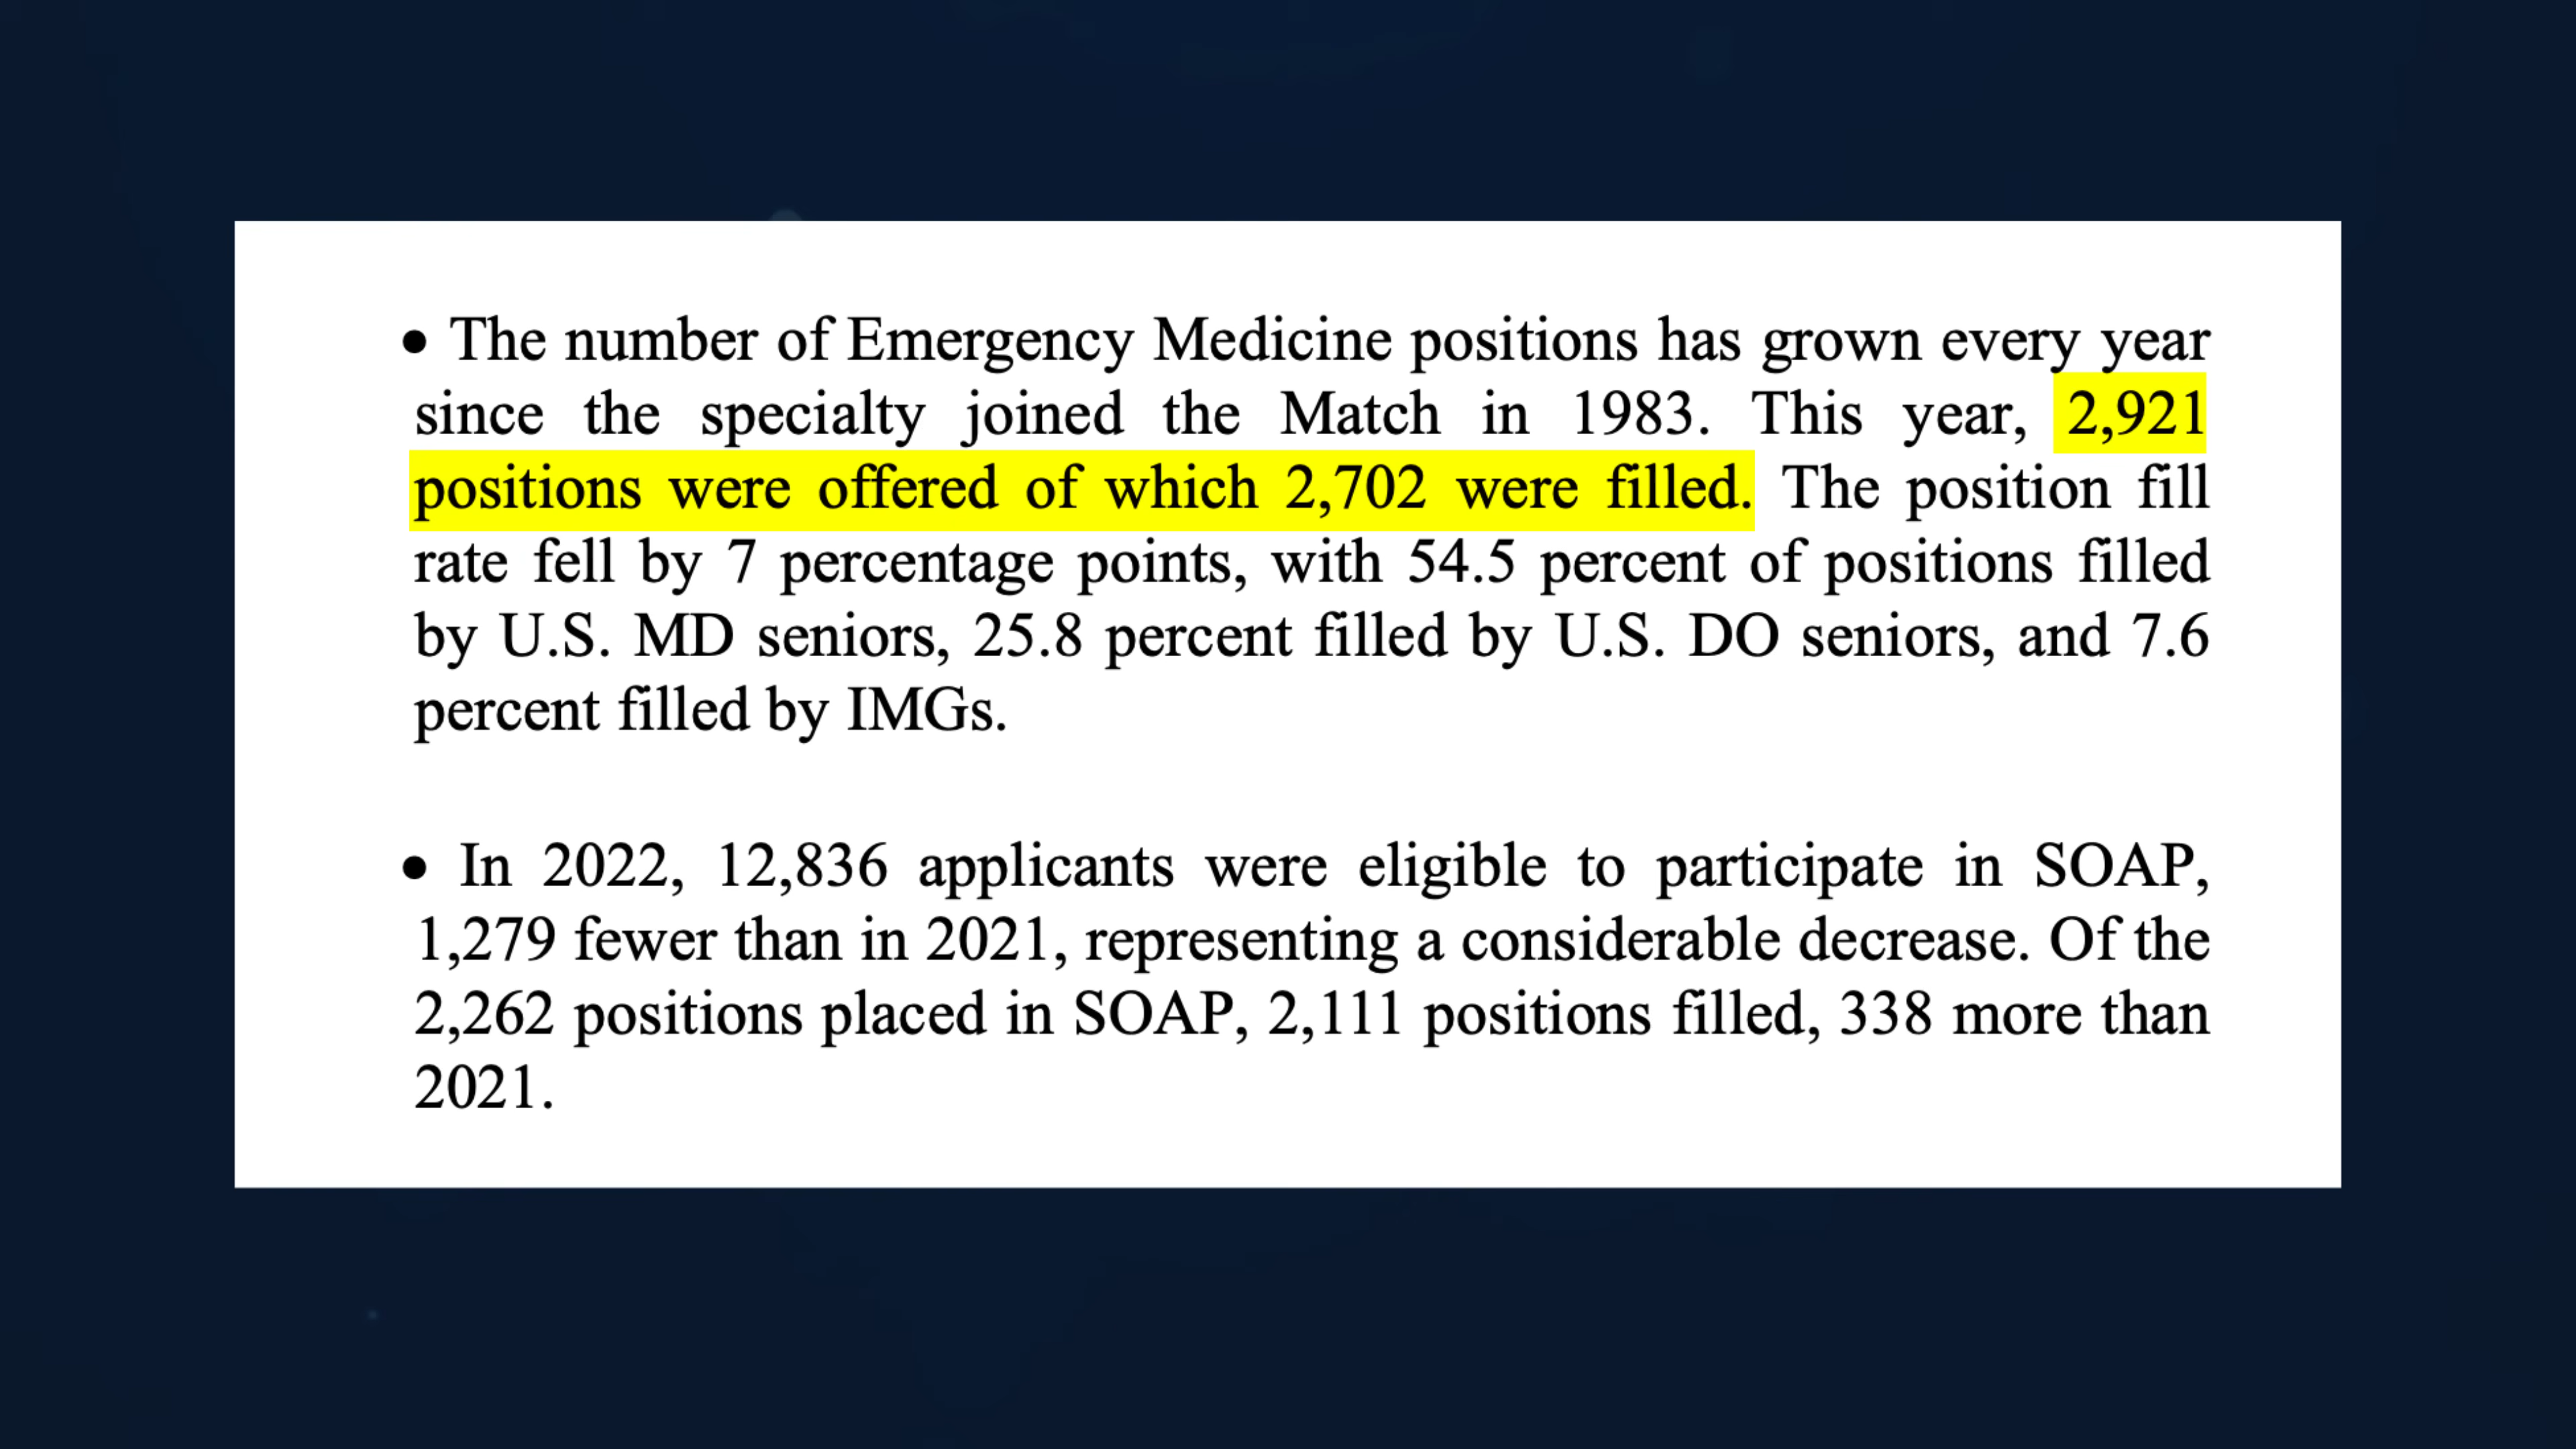 • The number of Emergency Medicine positions has grown every year
since the specialty joined the Match in 1983. This year, 2,921
positions were offered of which 2,702 were filled. The position fill
rate fell by 7 percentage points, with 54.5 percent of positions filled
by U.S. MD seniors, 25.8 percent filled by U.S. DO seniors, and 7.6
percent filled by IMGs.
• In 2022, 12,836 applicants were eligible to participate in SOAP,
1,279 fewer than in 2021, representing a considerable decrease. Of the
2,262 positions placed in SOAP, 2,111 positions filled, 338 more than
2021.